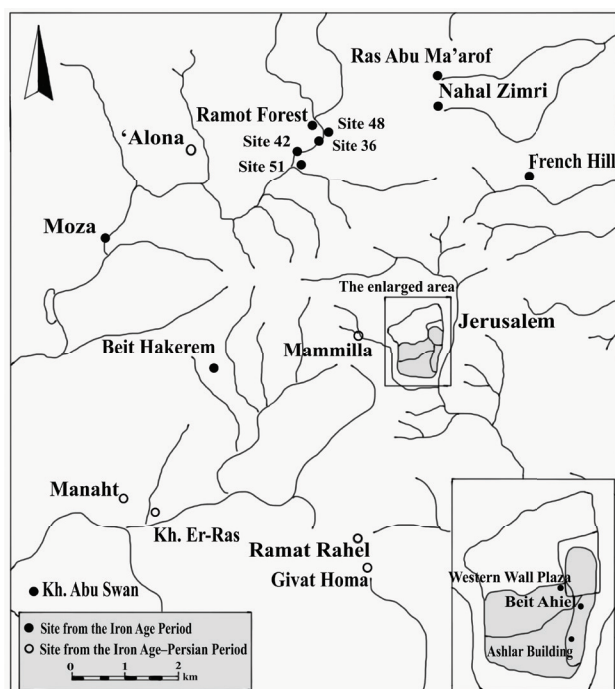 Ras Abu Ma’arof
Nahal Zimri
Ramot Forest
Site 48
‘Alona
Site 42
Site 36
Site 51
French Hill
Moza
The enlarged area
Jerusalem
Mammilla
Beit Hakerem
Manaht
Kh. Er-Ras
Ramat Rahel
Givat Homa
Kh. Abu Swan
Western Wall Plaza
Beit Ahie
Ashlar Building
Site from the Iron Age Period
Site from the Iron Age–Persian Period
0 1 2
km